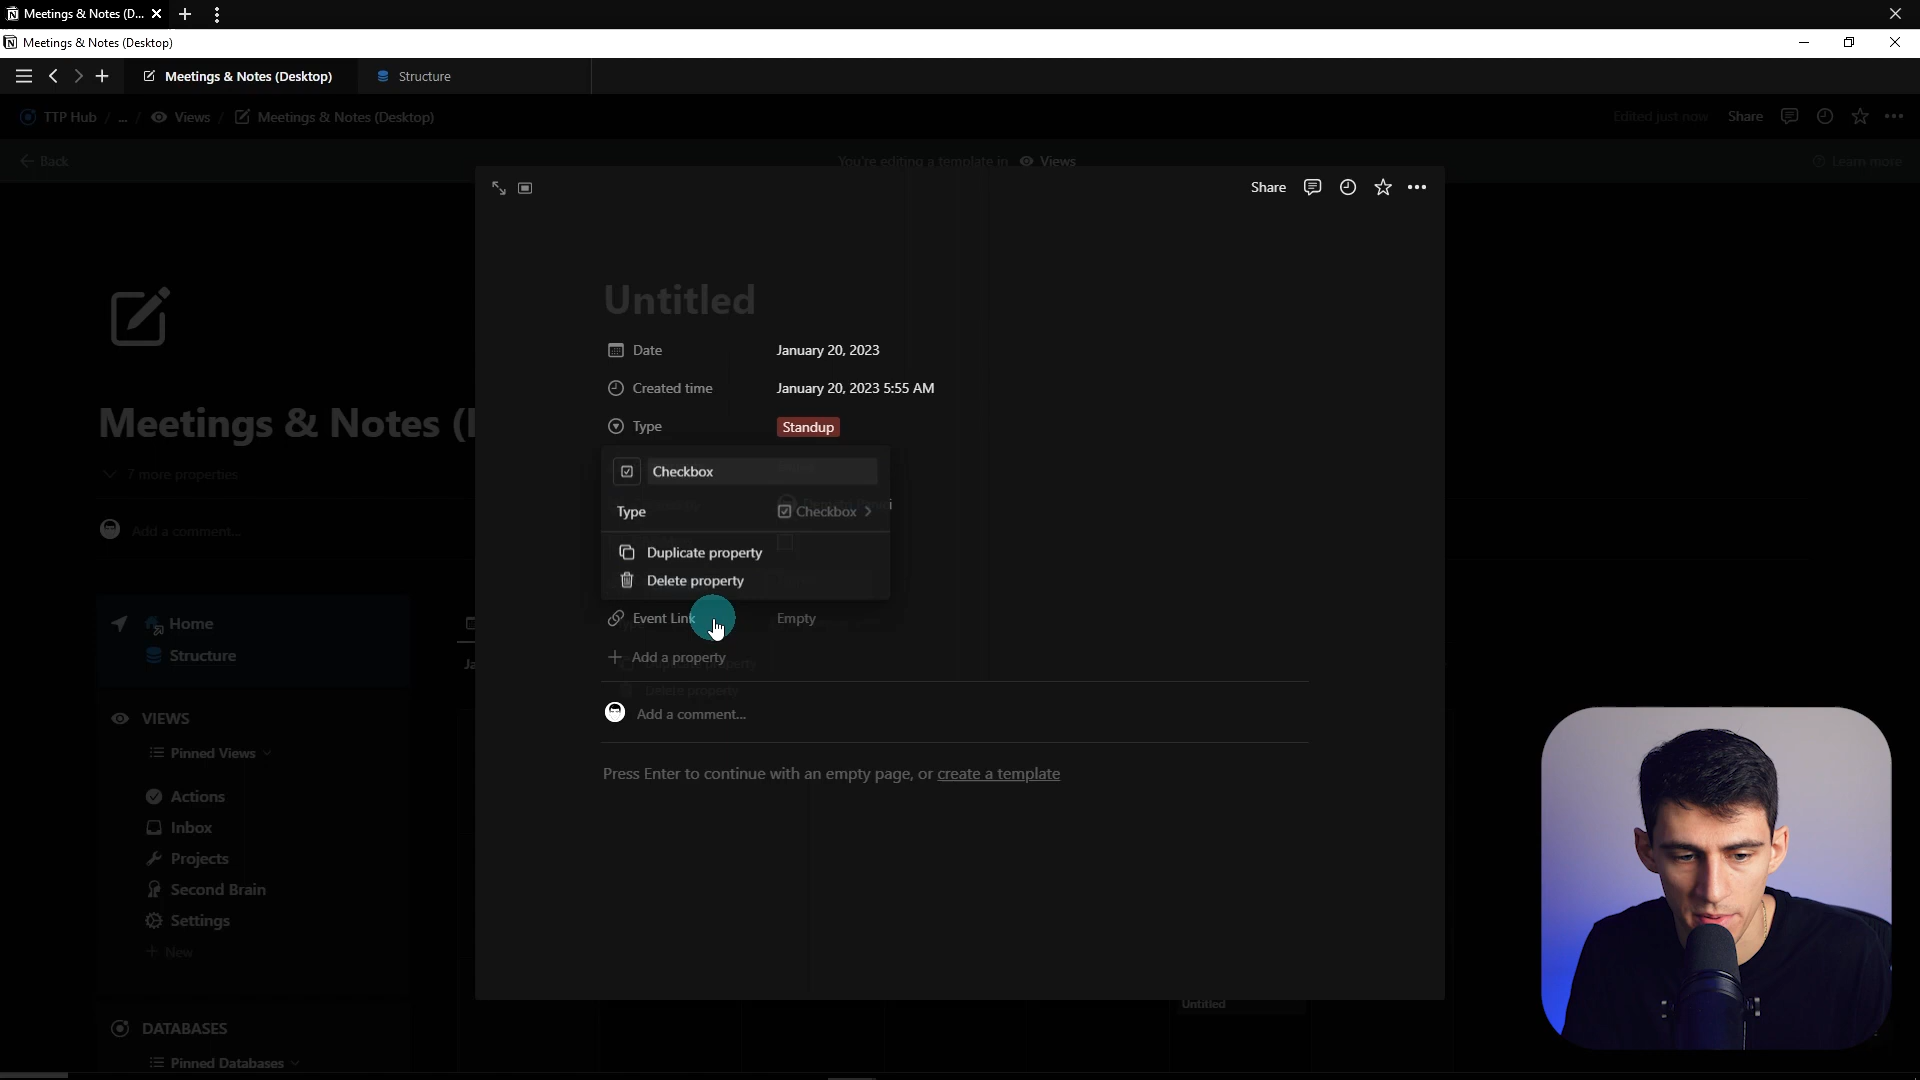 Meetings & Notes (D...
Meetings & Notes (Desktop)
Meetings & Notes (Desktop)
Structure
TTP Hub / ... / Views / Meetings & Notes (Desktop)
Edited just now
Share
Back
You're editing a template in Views
Learn more
Share
Untitled
Date
January 20, 2023
Created time
January 20, 2023 5:55 AM
Type
Standup
Meetings & Notes (
7 more properties
Checkbox
Type
Checkbox
Duplicate property
Delete property
Event Link
Empty
Add a property
Delete property
Add a comment...
Add a comment...
Press Enter to continue with an empty page, or create a template
Home
Structure
VIEWS
Pinned Views
Actions
Inbox
Projects
Second Brain
Settings
New
Untitled
DATABASES
Pinned Databases